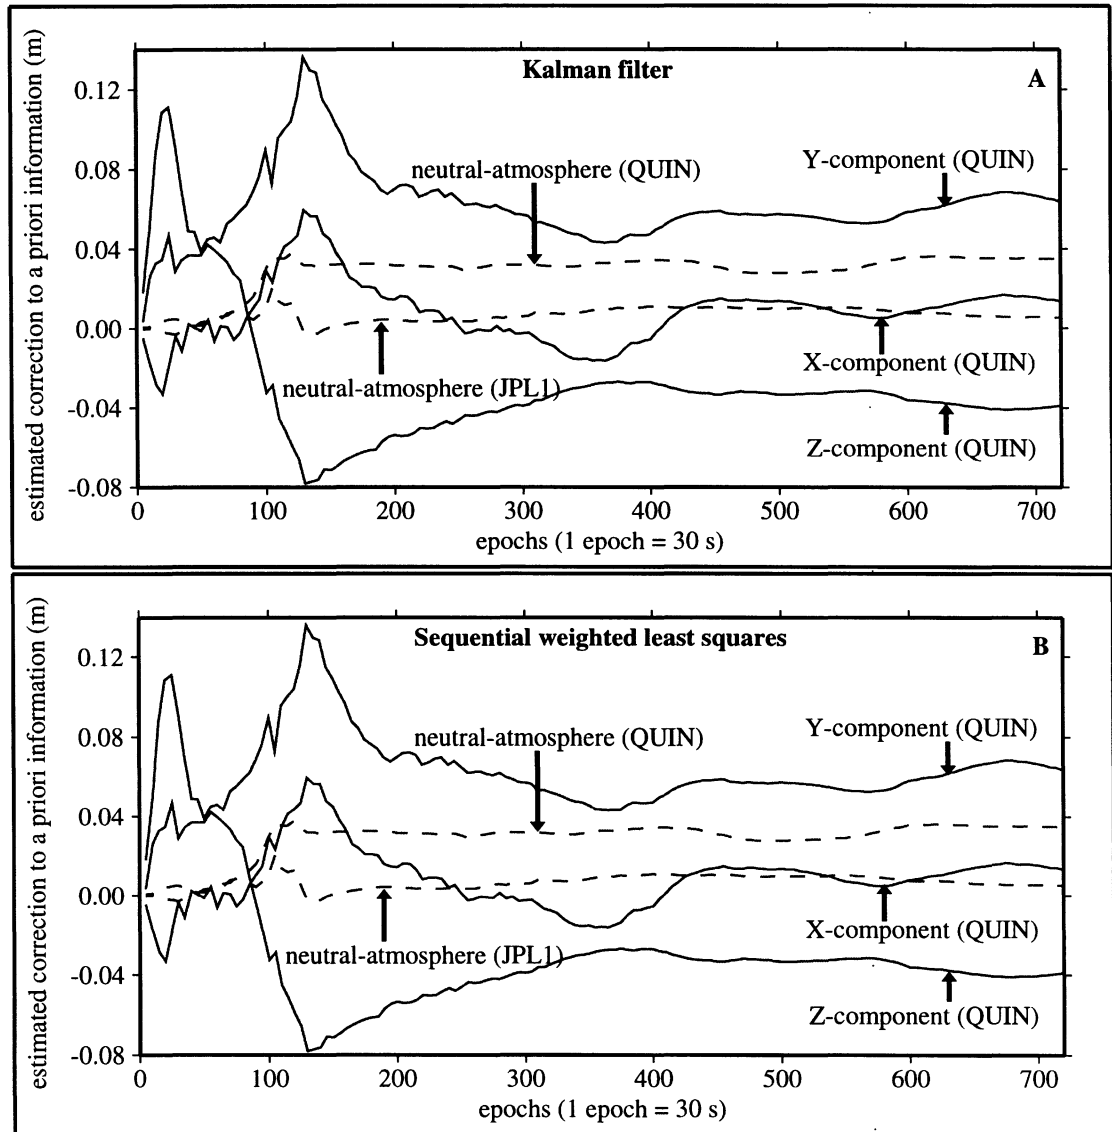 estimated correction to a priori information (m)
Kalman filter
A
0.12
0.08
0.04
0.00
-0.04
-0.08
neutral-atmosphere (QUIN)
Y-component (QUIN)
neutral-atmosphere (JPL1)
X-component (QUIN)
Z-component (QUIN)
0 100 200 300 400 500 600 700
epochs (1 epoch = 30 s)
estimated correction to a priori information (m)
Sequential weighted least squares
B
0.12
0.08
0.04
0.00
-0.04
-0.08
neutral-atmosphere (QUIN)
Y-component (QUIN)
neutral-atmosphere (JPL1)
X-component (QUIN)
Z-component (QUIN)
0 100 200 300 400 500 600 700
epochs (1 epoch = 30 s)